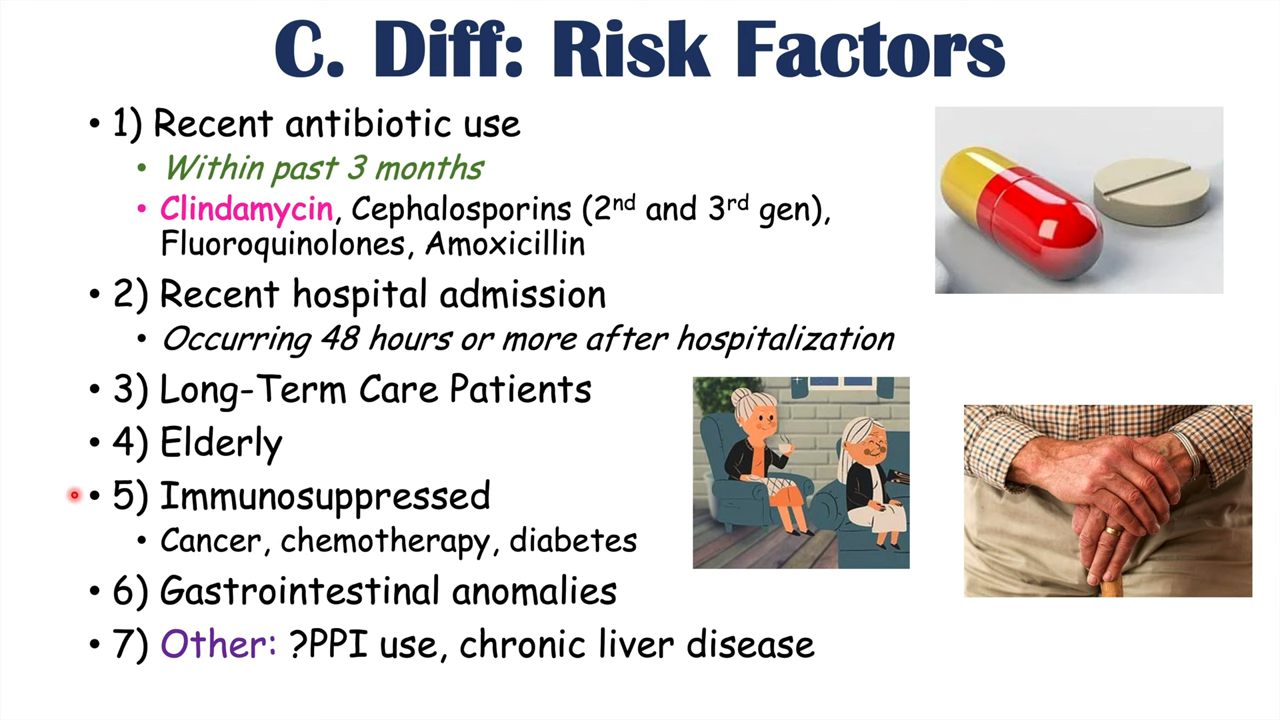 C. Diff: Risk Factors
• 1) Recent antibiotic use
• Within past 3 months
• Clindamycin, Cephalosporins (2nd and 3rd gen),
Fluoroquinolones, Amoxicillin
• 2) Recent hospital admission
• Occurring 48 hours or more after hospitalization
• 3) Long-Term Care Patients
• 4) Elderly
• 5) Immunosuppressed
• Cancer, chemotherapy, diabetes
• 6) Gastrointestinal anomalies
• 7) Other: ?PPI use, chronic liver disease